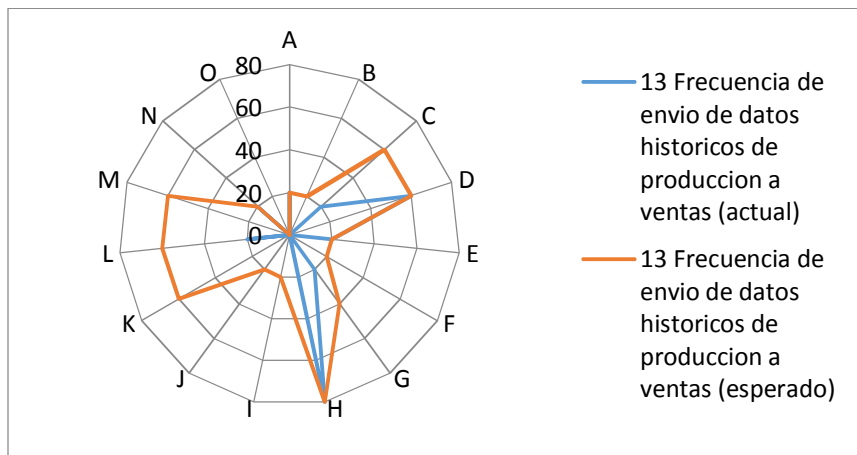 A
B
C
D
E
F
G
H
I
J
K
L
M
N
O
80
60
40
20
0
13 Frecuencia de
envio de datos
historicos de
produccion a
ventas (actual)
13 Frecuencia de
envio de datos
historicos de
produccion a
ventas (esperado)